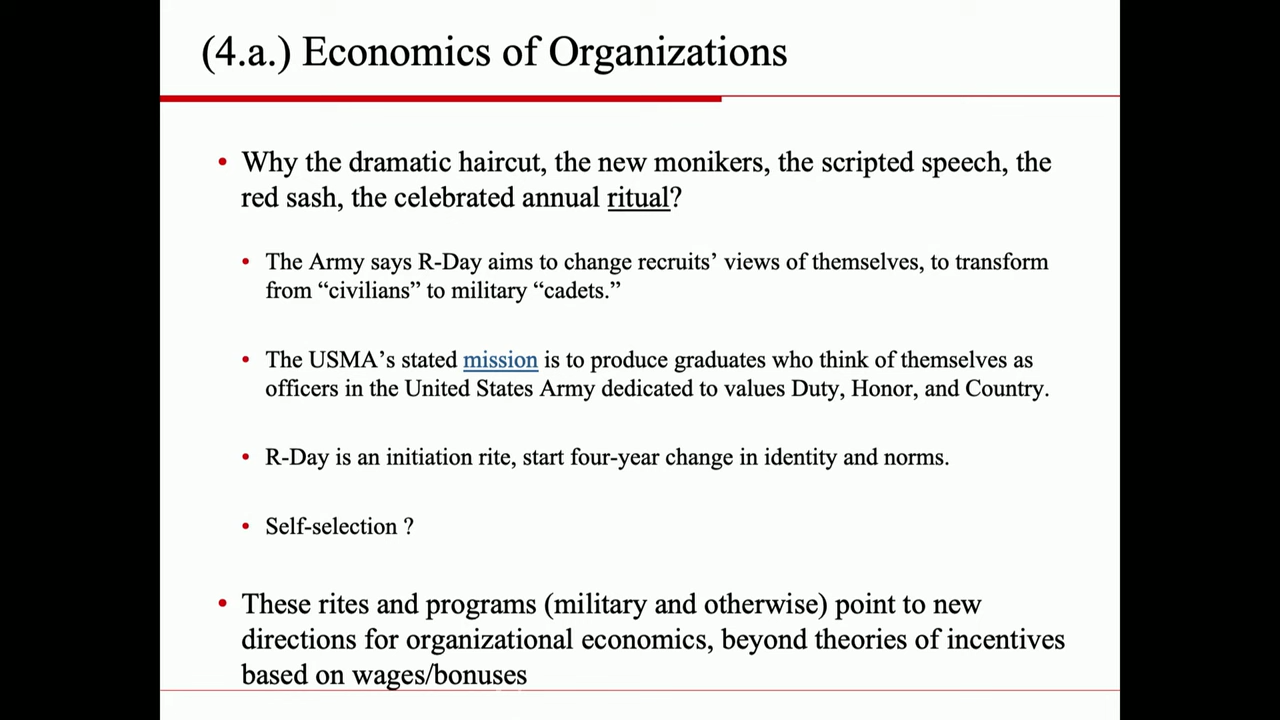 (4.a.) Economics of Organizations
• Why the dramatic haircut, the new monikers, the scripted speech, the
red sash, the celebrated annual ritual?
• The Army says R-Day aims to change recruits’ views of themselves, to transform
from “civilians” to military “cadets.”
• The USMA’s stated mission is to produce graduates who think of themselves as
officers in the United States Army dedicated to values Duty, Honor, and Country.
• R-Day is an initiation rite, start four-year change in identity and norms.
• Self-selection ?
• These rites and programs (military and otherwise) point to new
directions for organizational economics, beyond theories of incentives
based on wages/bonuses